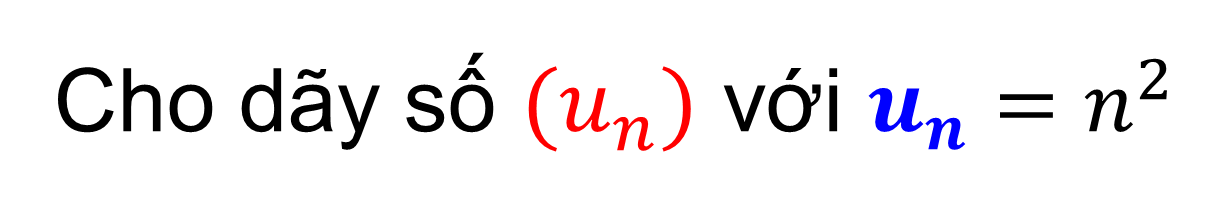 Cho dãy số (uₙ) với uₙ = n²